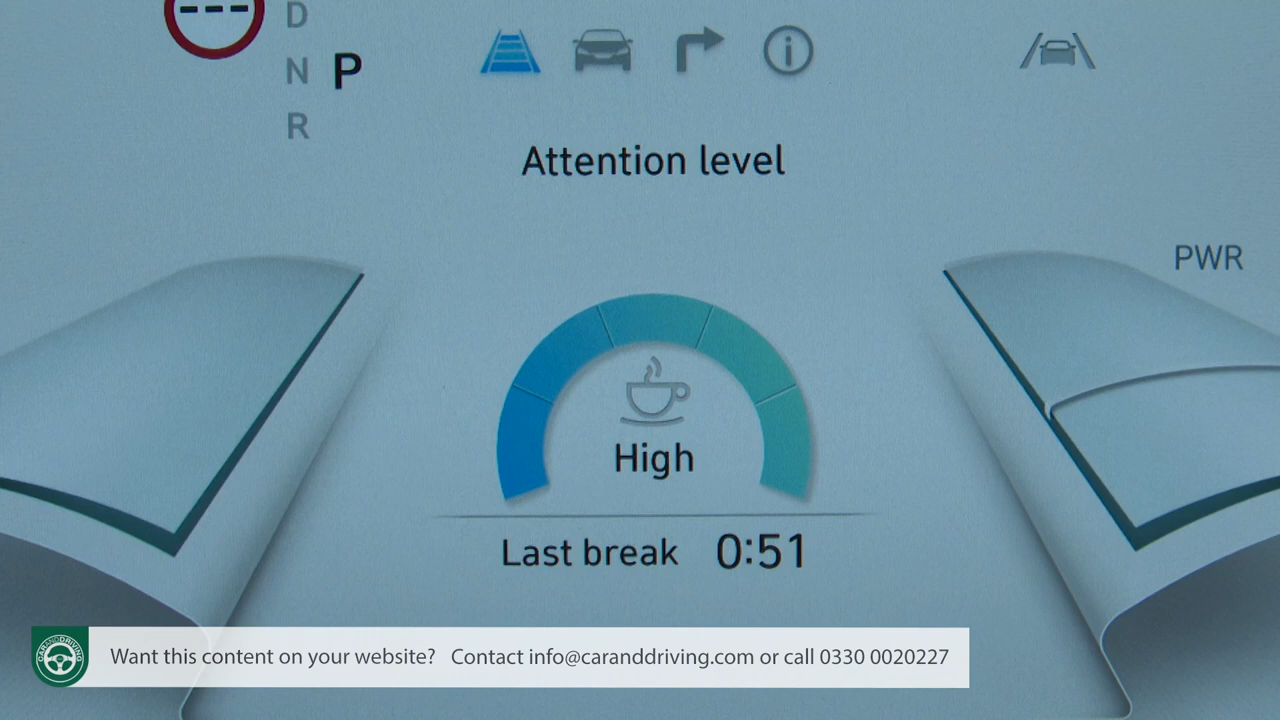 ---
D
N P
R
Attention level
PWR
High
Last break 0:51
CARANDDRIVING
Want this content on your website? Contact info@caranddriving.com or call 0330 0020227